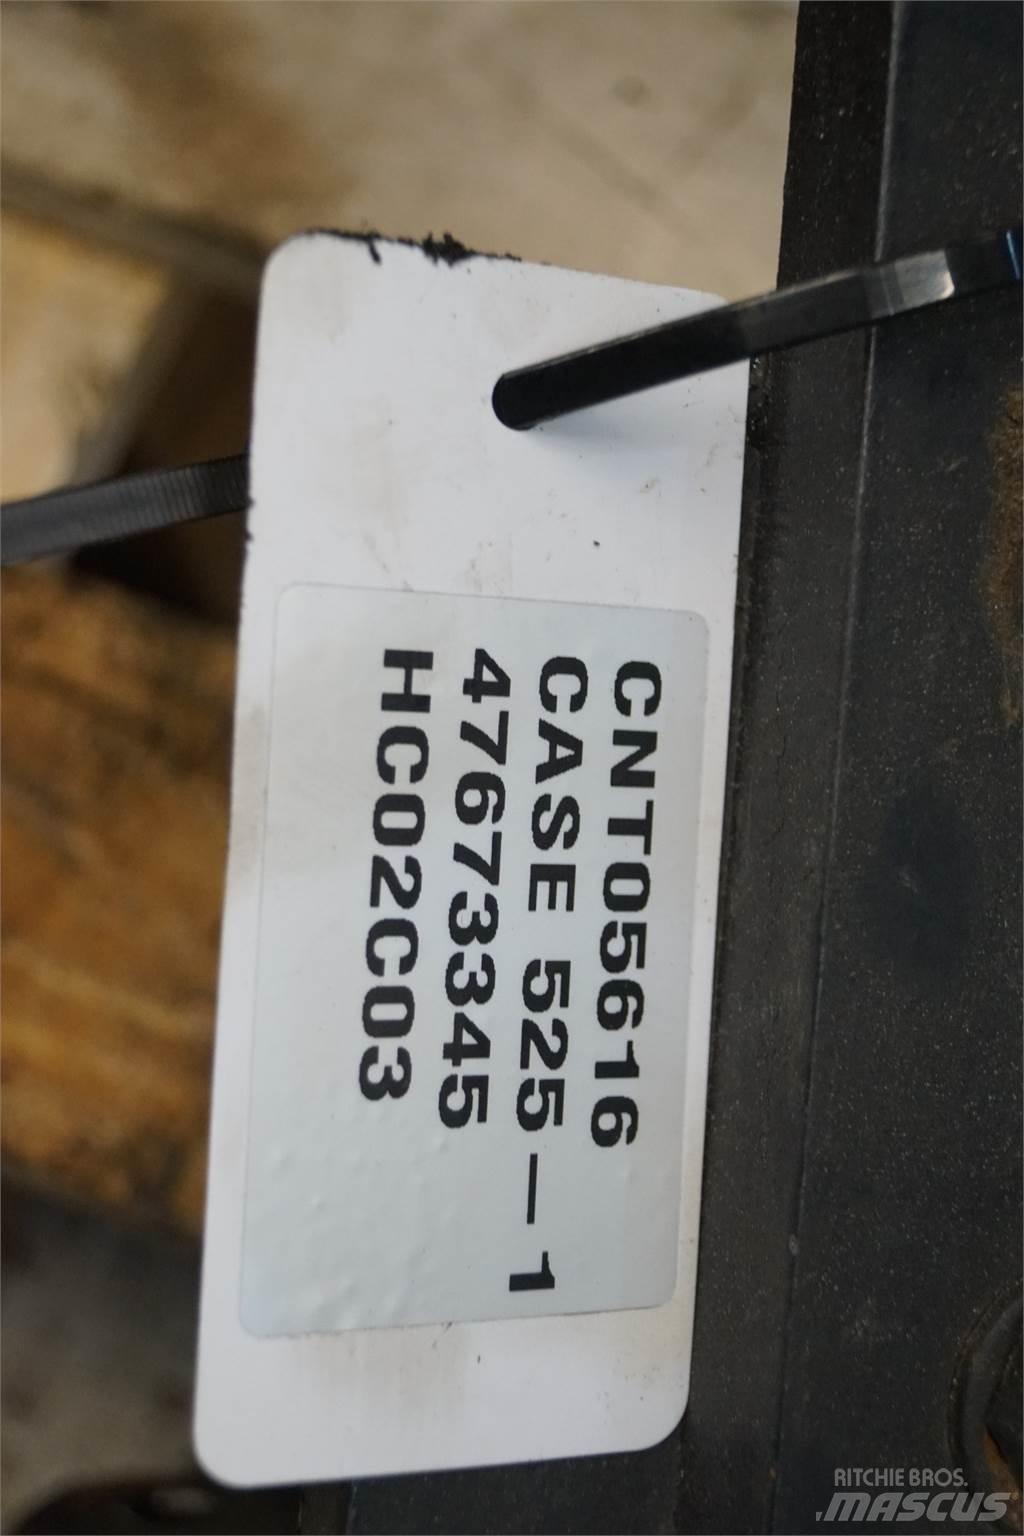 CNT05616
CASE 525-1
47673345
HC02C03
RITCHIE BROS.
MASCUS